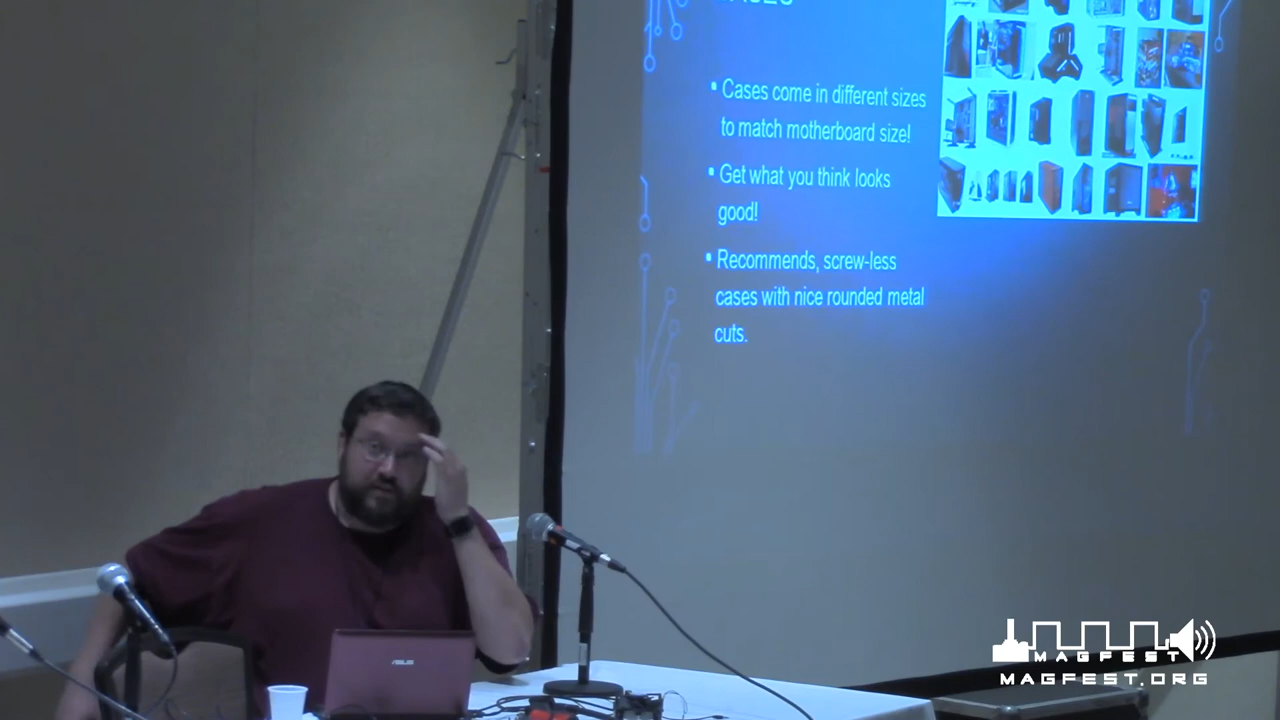 ▪ Cases come in different sizes
to match motherboard size!
▪ Get what you think looks
good!
▪ Recommends, screw-less
cases with nice rounded metal
cuts.
ASUS
MAGFEST
MAGFEST.ORG